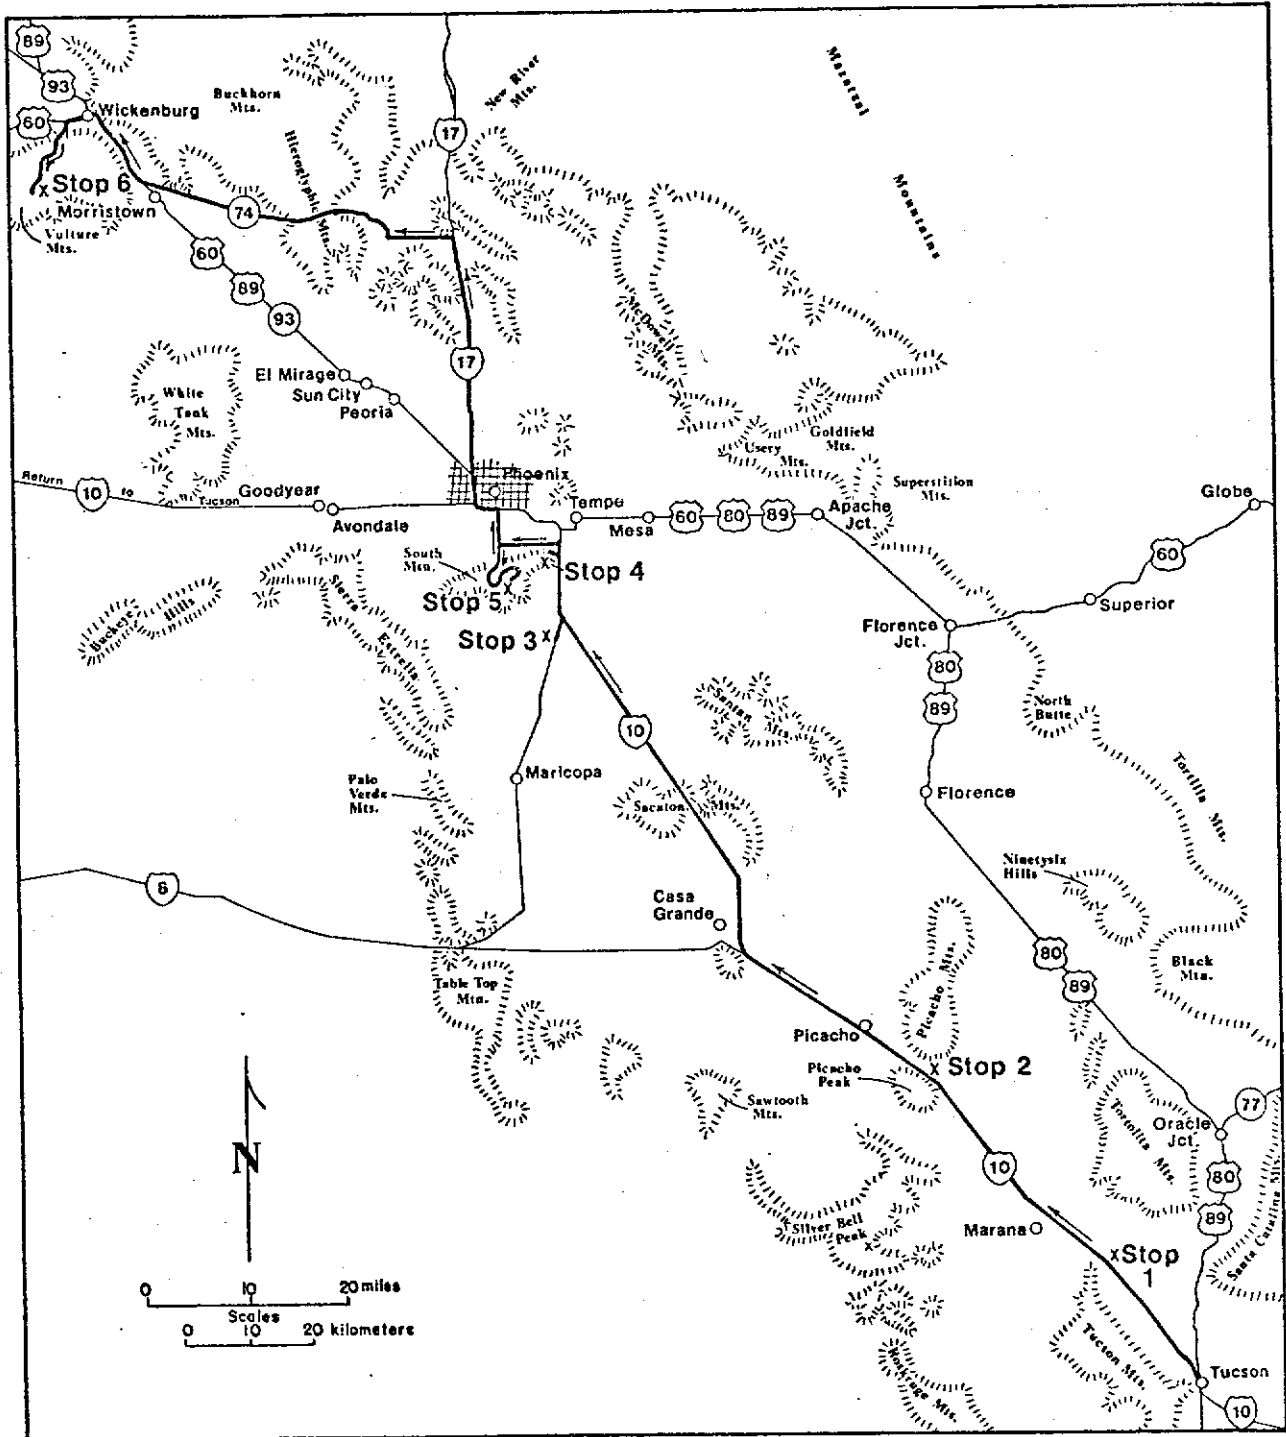 89
93
Wickenburg
60
Stop 6
Morristown
Vulture
Mts.
Buckhorn
Mts.
Hieroglyphic Mts.
New River
Mts.
17
Mazatzal
Mountains
74
60
89
93
17
McDowell
Mts.
El Mirage
Sun City
Peoria
White
Tank
Mts.
Usery
Mts.
Goldfield
Mts.
Superstition
Mts.
Return
10
to
Tucson
Goodyear
Avondale
Phoenix
Tempe
Mesa
60
80
89
Apache
Jct.
Globe
60
Superior
Florence
Jct.
South
Mtn.
Stop 4
Stop 5
Stop 3
Buckeye
Hills
Sierra
Estrella
80
89
North
Butte
Santan
Mts.
10
Maricopa
Palo
Verde
Mts.
Sacaton
Mts.
Florence
Tortilla Mts.
Ninetysix
Hills
8
Casa
Grande
Picacho Mts.
80
89
Black
Mtn.
Table Top
Mtn.
Picacho
Stop 2
Picacho
Peak
Sawtooth
Mts.
Tortolita Mts.
77
Oracle
Jct.
80
89
Santa Catalina Mts.
N
10
Silver Bell
Peak
Marana
Stop
1
0 10 20 miles
Scales
0 10 20 kilometers
Roskruge Mts.
Tucson Mts.
Tucson
10